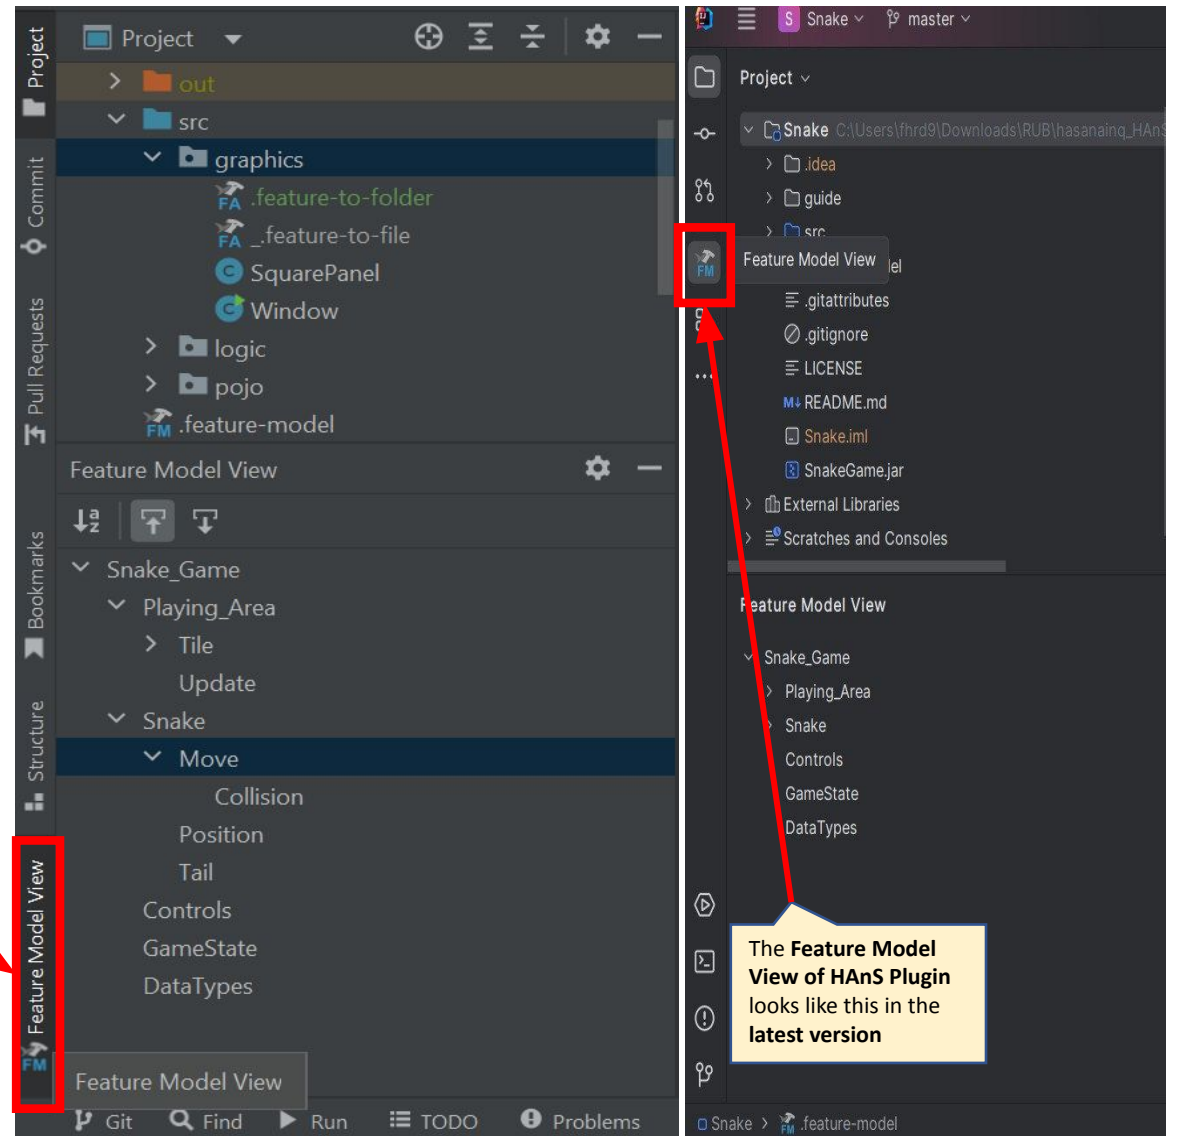 Project
Commit
Pull Requests
Bookmarks
Structure
Feature Model View
FM
Project
out
src
graphics
FA .feature-to-folder
FA _.feature-to-file
C SquarePanel
C Window
logic
pojo
FM .feature-model
Feature Model View
a
z
Snake_Game
Playing_Area
Tile
Update
Snake
Move
Collision
Position
Tail
Controls
GameState
DataTypes
Feature Model View
Git Find Run TODO Problems
S Snake master
Project
Snake C:\Users\fhrd9\Downloads\RUB\hasanainq_HAnS
.idea
guide
src
FM Feature Model View
.gitattributes
.gitignore
LICENSE
M↓ README.md
Snake.iml
SnakeGame.jar
External Libraries
Scratches and Consoles
Feature Model View
Snake_Game
Playing_Area
Snake
Controls
GameState
DataTypes
The Feature Model
View of HAnS Plugin
looks like this in the
latest version
Snake > FM .feature-model